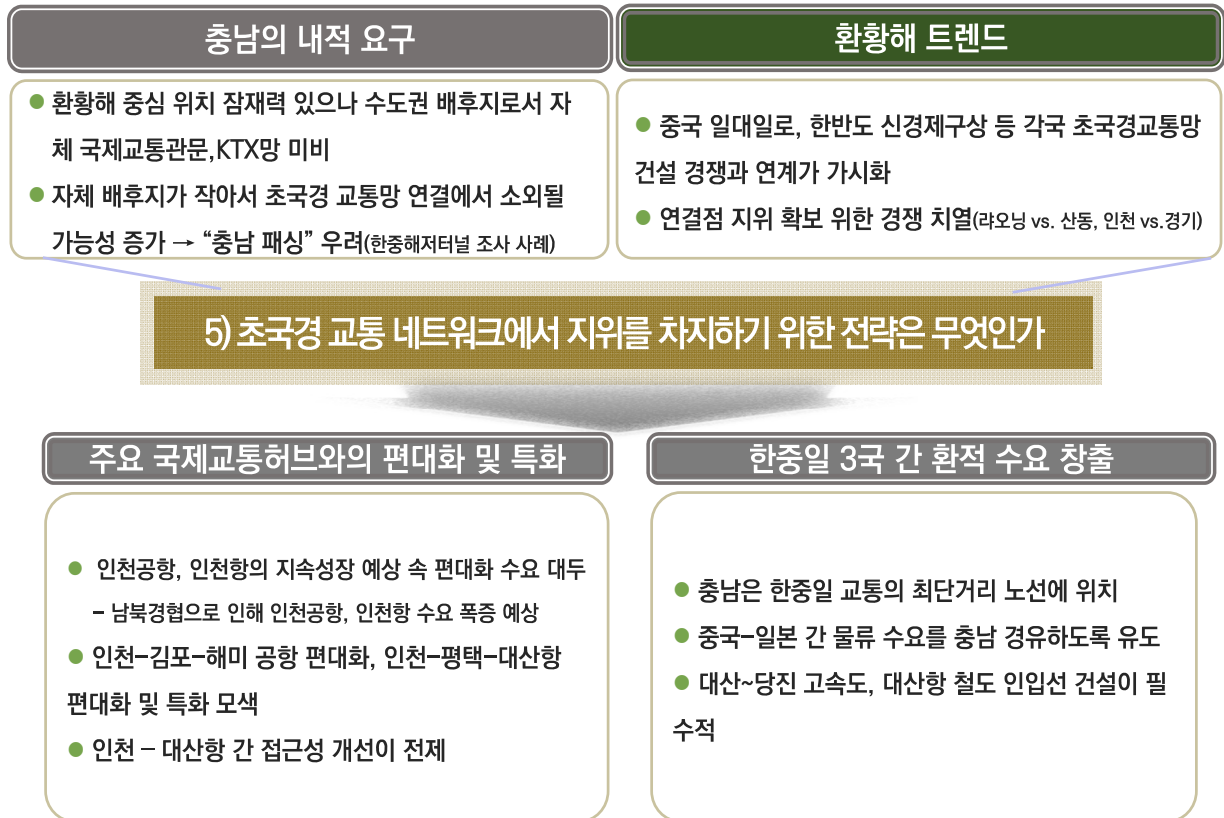 충남의 내적 요구
● 환황해 중심 위치 잠재력 있으나 수도권 배후지로서 자
체 국제교통관문,KTX망 미비
● 자체 배후지가 작아서 초국경 교통망 연결에서 소외될
가능성 증가 → “충남 패싱” 우려(한중해저터널 조사 사례)
환황해 트렌드
● 중국 일대일로, 한반도 신경제구상 등 각국 초국경교통망
건설 경쟁과 연계가 가시화
● 연결점 지위 확보 위한 경쟁 치열(랴오닝 vs. 산동, 인천 vs.경기)
5) 초국경 교통 네트워크에서 지위를 차지하기 위한 전략은 무엇인가
주요 국제교통허브와의 편대화 및 특화
● 인천공항, 인천항의 지속성장 예상 속 편대화 수요 대두
– 남북경협으로 인해 인천공항, 인천항 수요 폭증 예상
● 인천–김포–해미 공항 편대화, 인천–평택–대산항
편대화 및 특화 모색
● 인천 – 대산항 간 접근성 개선이 전제
한중일 3국 간 환적 수요 창출
● 충남은 한중일 교통의 최단거리 노선에 위치
● 중국–일본 간 물류 수요를 충남 경유하도록 유도
● 대산~당진 고속도, 대산항 철도 인입선 건설이 필
수적